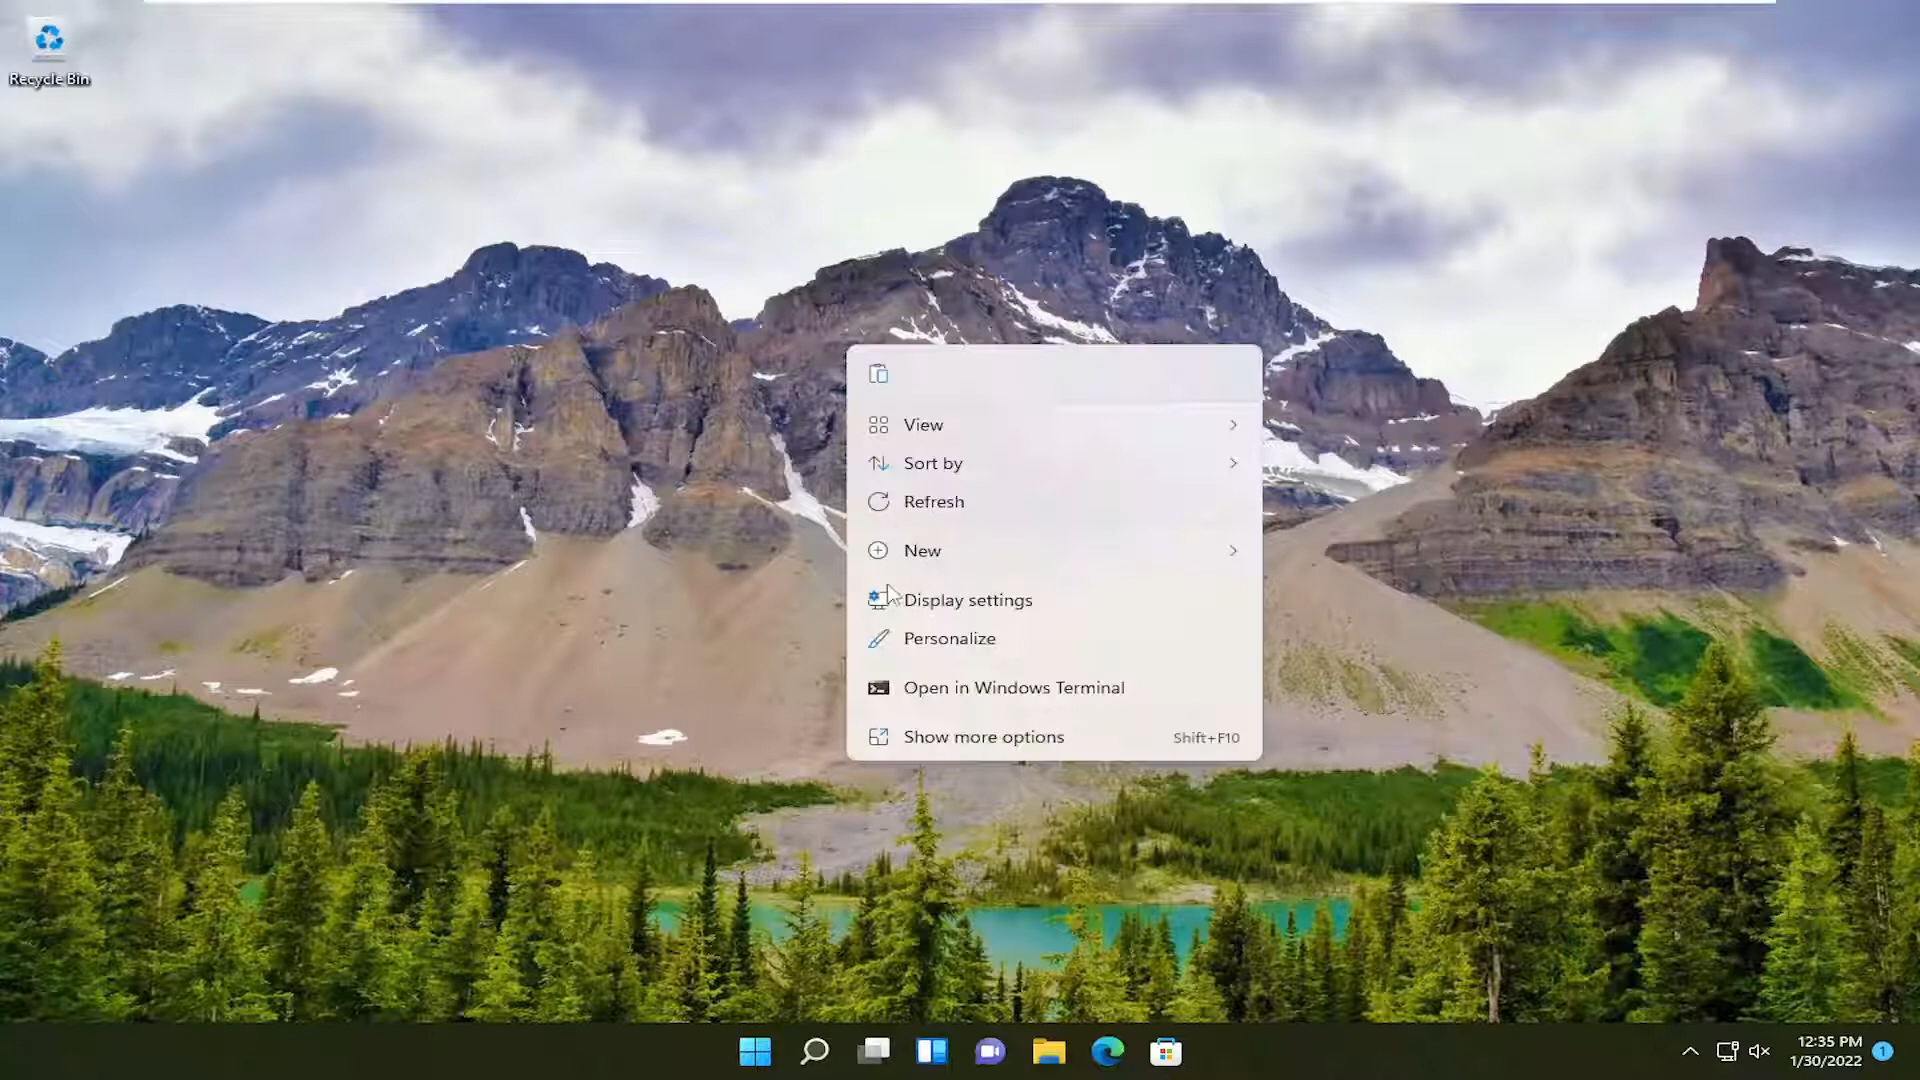 Recycle Bin
View
Sort by
Refresh
New
Display settings
Personalize
Open in Windows Terminal
Show more options Shift+F10
12:35 PM
1/30/2022
1